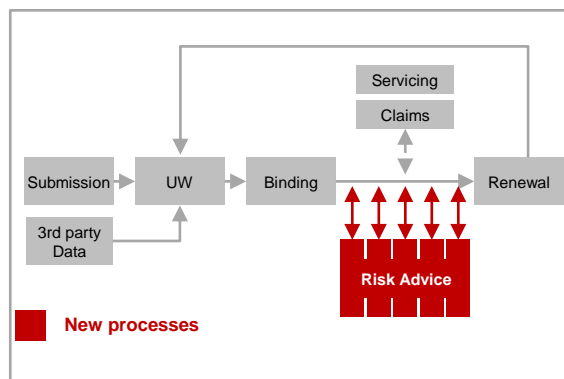 Servicing
Claims
Submission
UW
Binding
Renewal
3rd party
Data
Risk Advice
New processes